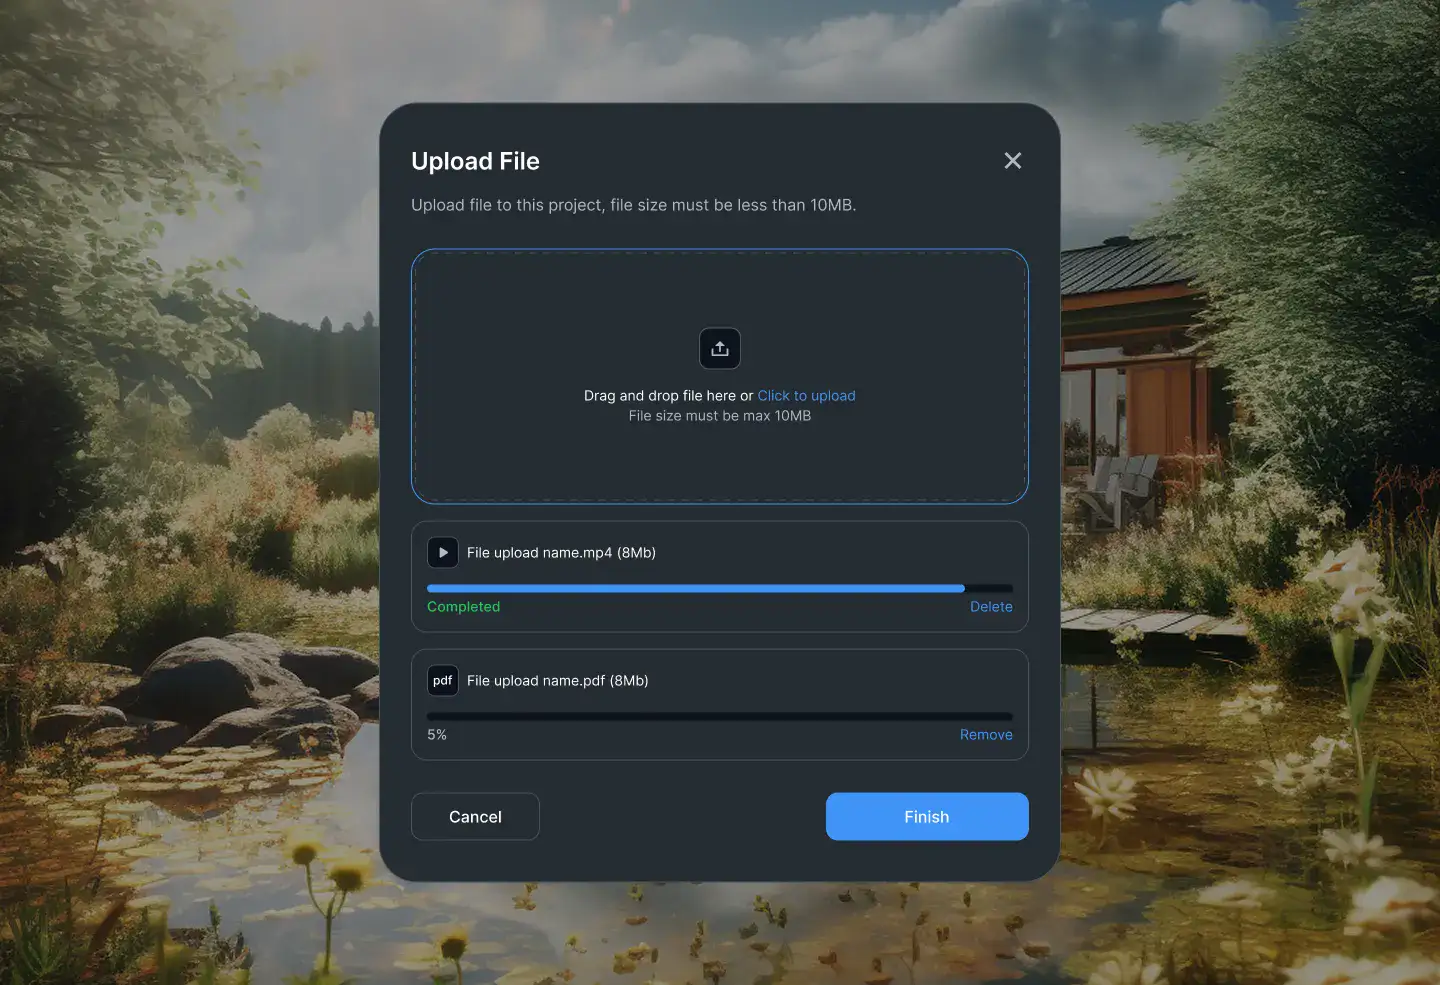 Upload File
Upload file to this project, file size must be less than 10MB.
Drag and drop file here or Click to upload
File size must be max 10MB
File upload name.mp4 (8Mb)
Completed
Delete
pdf
File upload name.pdf (8Mb)
5%
Remove
Cancel
Finish